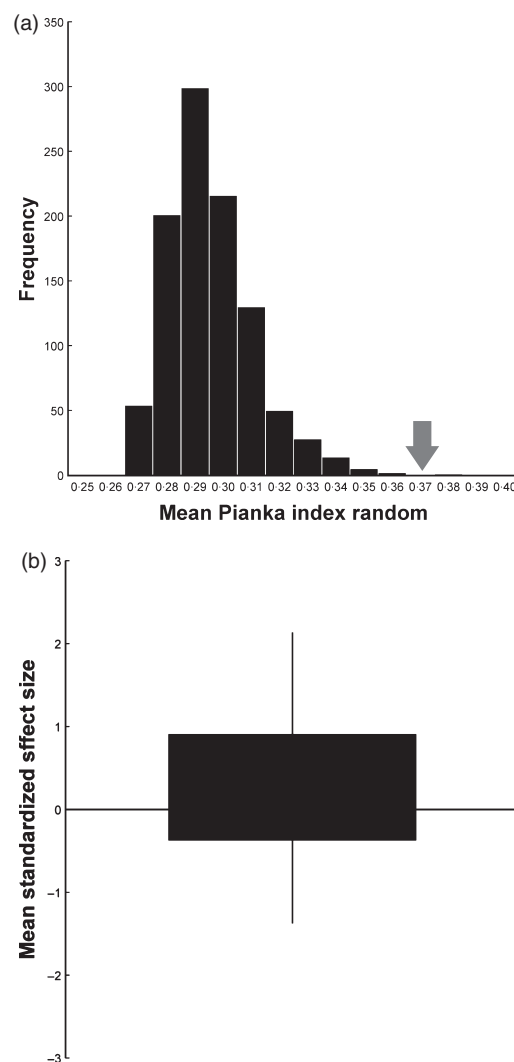 (a)
350
300
250
200
150
100
50
0
Frequency
0·25 0·26 0·27 0·28 0·29 0·30 0·31 0·32 0·33 0·34 0·35 0·36 0·37 0·38 0·39 0·40
Mean Pianka index random
(b)
3
2
1
0
–1
–2
–3
Mean standardized sffect size